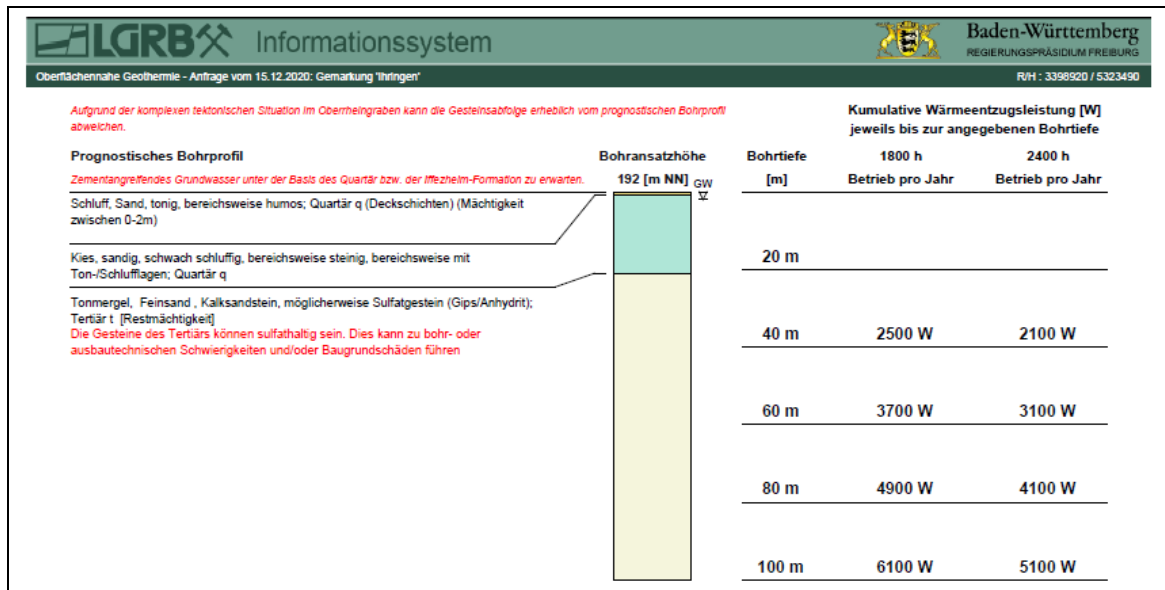 LGRB Informationssystem
Baden-Württemberg
REGIERUNGSPRÄSIDIUM FREIBURG
Oberflächennahe Geothermie - Anfrage vom 15.12.2020: Gemarkung 'Ihringen'
R/H : 3398920 / 5323490
Aufgrund der komplexen tektonischen Situation im Oberrheingraben kann die Gesteinsabfolge erheblich vom prognostischen Bohrprofil
abweichen.
Kumulative Wärmeentzugsleistung [W]
jeweils bis zur angegebenen Bohrtiefe
Prognostisches Bohrprofil
Bohransatzhöhe
Bohrtiefe
1800 h
2400 h
Zementangreifendes Grundwasser unter der Basis des Quartär bzw. der Iffezheim-Formation zu erwarten.
192 [m NN]
GW
[m]
Betrieb pro Jahr
Betrieb pro Jahr
Schluff, Sand, tonig, bereichsweise humos; Quartär q (Deckschichten) (Mächtigkeit
zwischen 0-2m)
Kies, sandig, schwach schluffig, bereichsweise steinig, bereichsweise mit
Ton-/Schlufflagen; Quartär q
20 m
Tonmergel, Feinsand , Kalksandstein, möglicherweise Sulfatgestein (Gips/Anhydrit);
Tertiär t [Restmächtigkeit]
Die Gesteine des Tertiärs können sulfathaltig sein. Dies kann zu bohr- oder
ausbautechnischen Schwierigkeiten und/oder Baugrundschäden führen
40 m 2500 W 2100 W
60 m 3700 W 3100 W
80 m 4900 W 4100 W
100 m 6100 W 5100 W